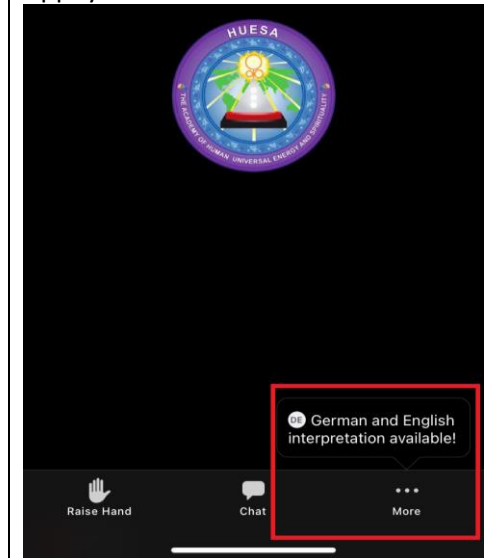 HUESA
THE ACADEMY OF HUMAN UNIVERSAL ENERGY AND SPIRITUALITY
DE German and English
interpretation available!
Raise Hand
Chat
More